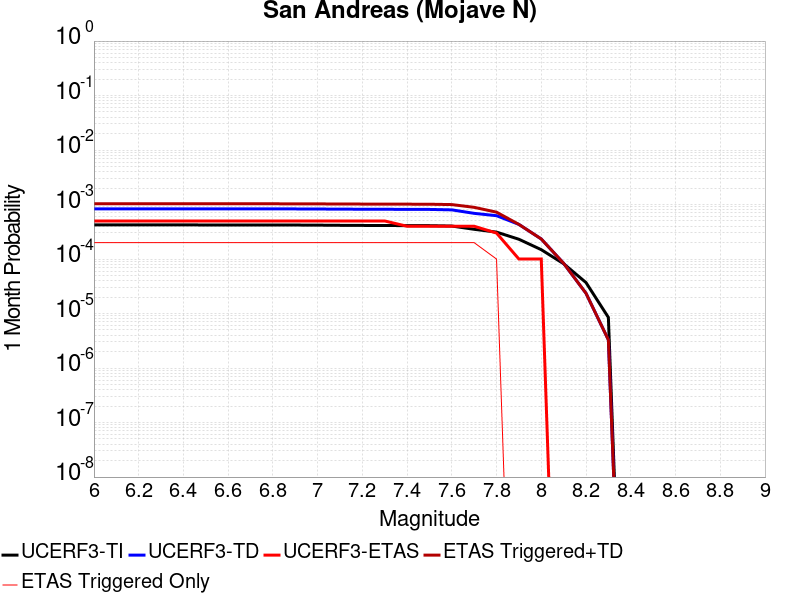 San Andreas (Mojave N)
10^0
10^-1
10^-2
10^-3
10^-4
10^-5
10^-6
10^-7
10^-8
1 Month Probability
6 6.2 6.4 6.6 6.8 7 7.2 7.4 7.6 7.8 8 8.2 8.4 8.6 8.8 9
Magnitude
UCERF3-TI UCERF3-TD UCERF3-ETAS ETAS Triggered+TD
ETAS Triggered Only